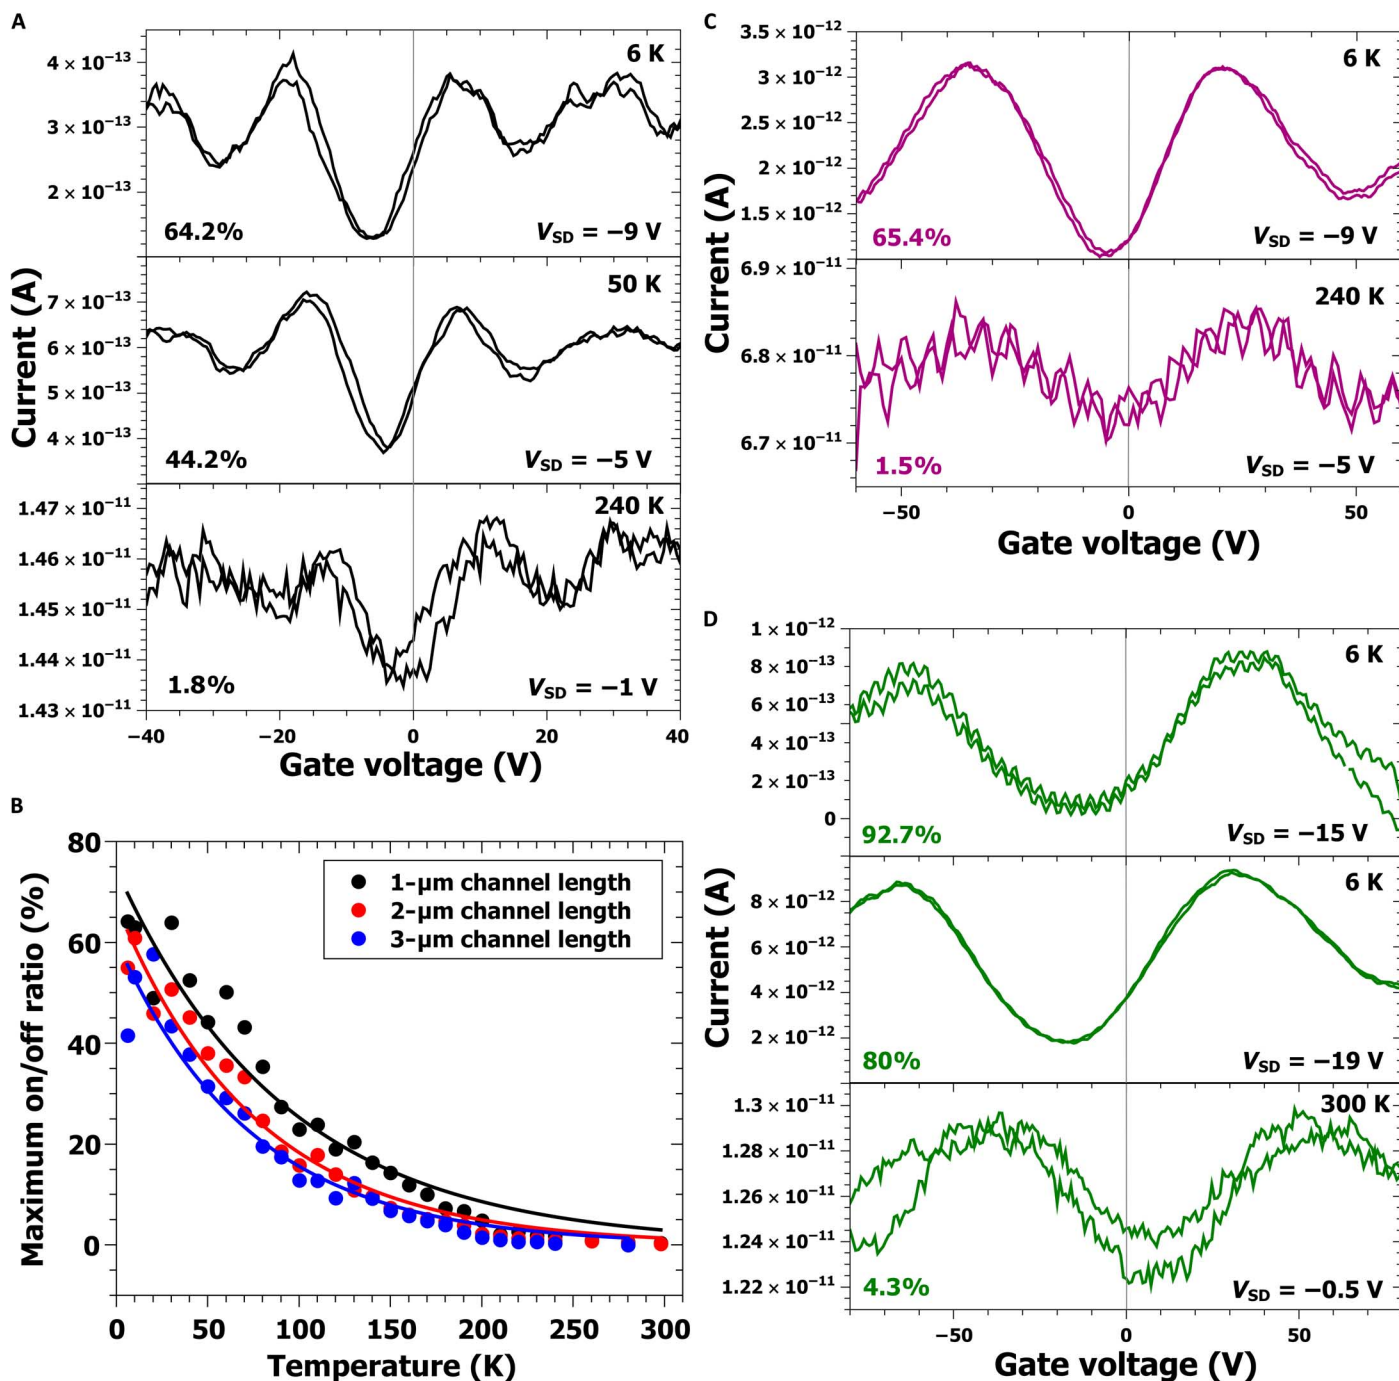 A
Current (A)
4 × 10⁻¹³
3 × 10⁻¹³
2 × 10⁻¹³
6 K
64.2%
V_SD = −9 V
7 × 10⁻¹³
6 × 10⁻¹³
5 × 10⁻¹³
4 × 10⁻¹³
50 K
44.2%
V_SD = −5 V
1.47 × 10⁻¹¹
1.46 × 10⁻¹¹
1.45 × 10⁻¹¹
1.44 × 10⁻¹¹
1.43 × 10⁻¹¹
240 K
1.8%
V_SD = −1 V
−40 −20 0 20 40
Gate voltage (V)
B
Maximum on/off ratio (%)
80
60
40
20
0
1-μm channel length
2-μm channel length
3-μm channel length
0 50 100 150 200 250 300
Temperature (K)
C
Current (A)
3.5 × 10⁻¹²
3 × 10⁻¹²
2.5 × 10⁻¹²
2 × 10⁻¹²
1.5 × 10⁻¹²
6 K
65.4%
V_SD = −9 V
6.9 × 10⁻¹¹
6.8 × 10⁻¹¹
6.7 × 10⁻¹¹
240 K
1.5%
V_SD = −5 V
−50 0 50
Gate voltage (V)
D
Current (A)
1 × 10⁻¹²
8 × 10⁻¹³
6 × 10⁻¹³
4 × 10⁻¹³
2 × 10⁻¹³
0
6 K
92.7%
V_SD = −15 V
8 × 10⁻¹²
6 × 10⁻¹²
4 × 10⁻¹²
2 × 10⁻¹²
6 K
80%
V_SD = −19 V
1.3 × 10⁻¹¹
1.28 × 10⁻¹¹
1.26 × 10⁻¹¹
1.24 × 10⁻¹¹
1.22 × 10⁻¹¹
300 K
4.3%
V_SD = −0.5 V
−50 0 50
Gate voltage (V)